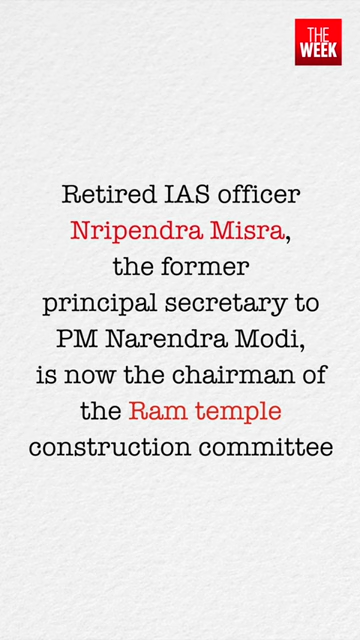 THE
WEEK
Retired IAS officer
Nripendra Misra,
the former
principal secretary to
PM Narendra Modi,
is now the chairman of
the Ram temple
construction committee